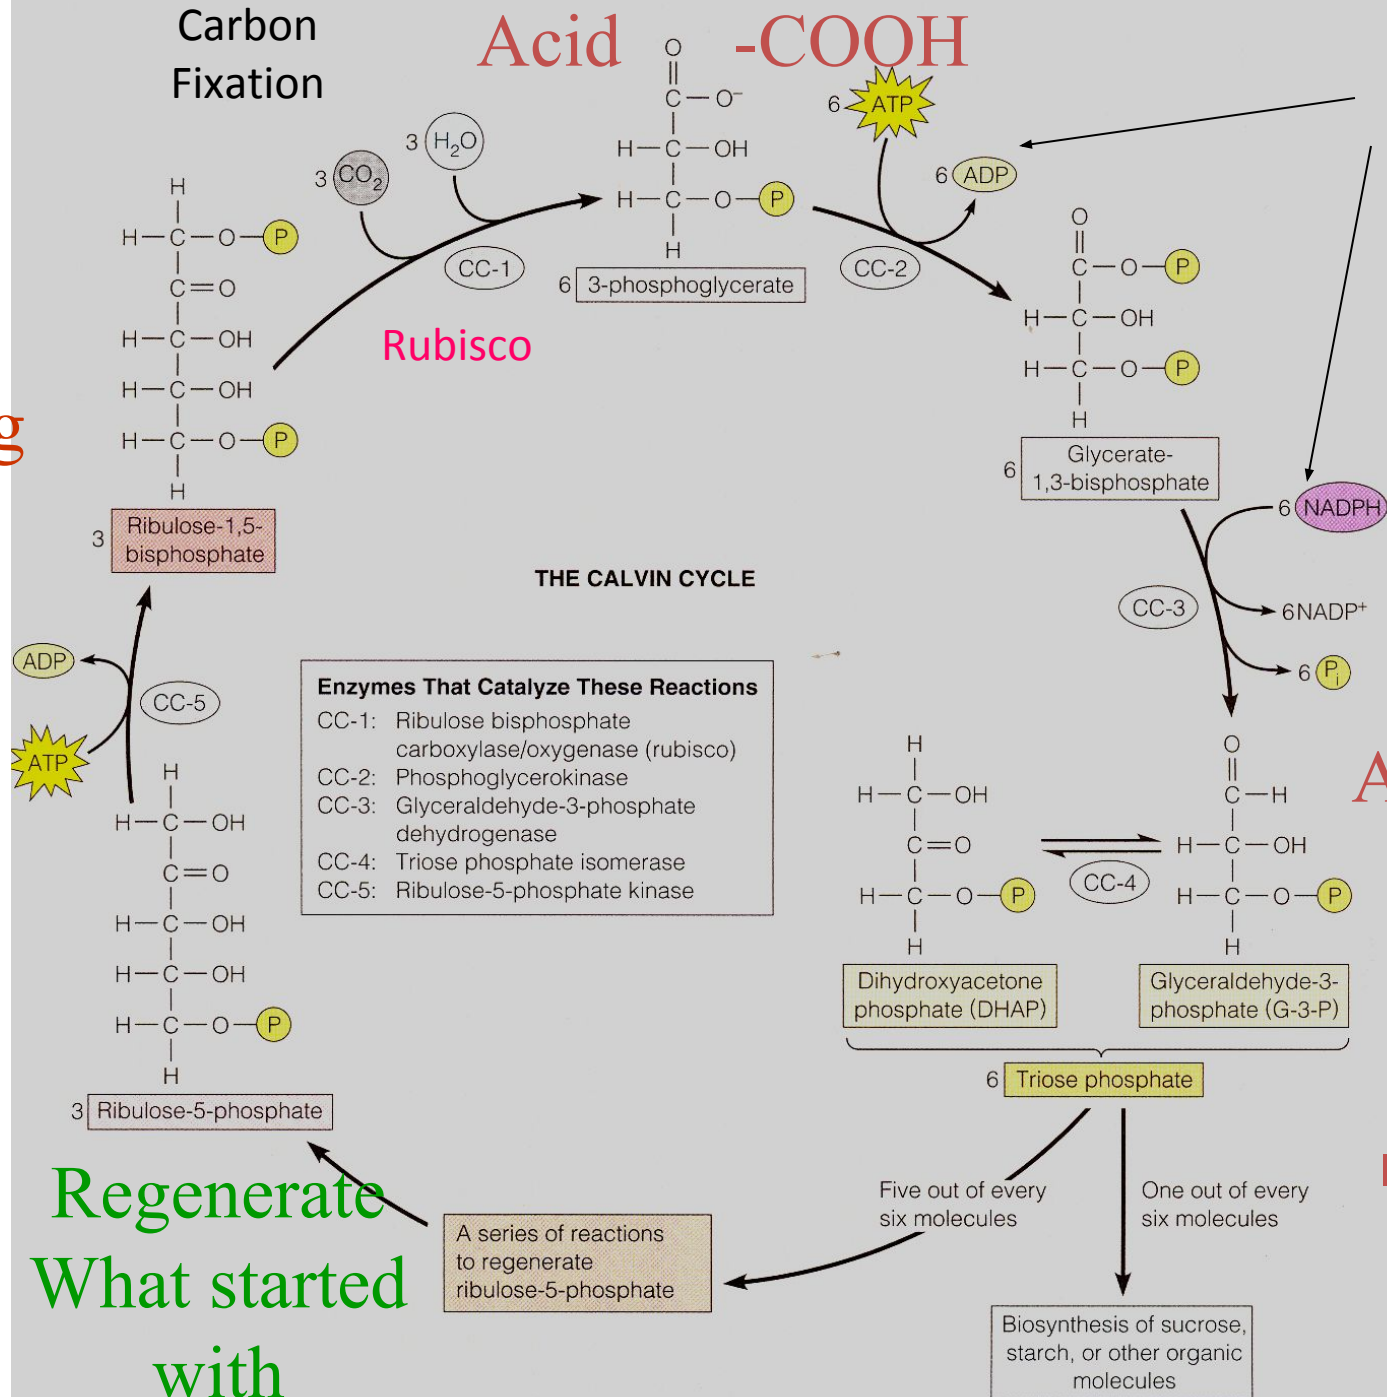 Carbon
Fixation
Acid -COOH
3 CO2
3 H2O
CC-1
Rubisco
O
C—O⁻
H—C—OH
H—C—O—P
H
6 3-phosphoglycerate
6 ATP
6 ADP
CC-2
O
C—O—P
H—C—OH
H—C—O—P
H
6 Glycerate-
1,3-bisphosphate
6 NADPH
CC-3
6NADP+
6 Pi
H
H—C—O—P
C=O
H—C—OH
H—C—OH
H—C—O—P
H
g
3 Ribulose-1,5-
bisphosphate
THE CALVIN CYCLE
ADP
CC-5
ATP
Enzymes That Catalyze These Reactions
CC-1: Ribulose bisphosphate
carboxylase/oxygenase (rubisco)
CC-2: Phosphoglycerokinase
CC-3: Glyceraldehyde-3-phosphate
dehydrogenase
CC-4: Triose phosphate isomerase
CC-5: Ribulose-5-phosphate kinase
H
H—C—OH
C=O
H—C—O—P
H
Dihydroxyacetone
phosphate (DHAP)
CC-4
O
C—H
H—C—OH
H—C—O—P
H
Glyceraldehyde-3-
phosphate (G-3-P)
A
6 Triose phosphate
H
H—C—OH
C=O
H—C—OH
H—C—OH
H—C—O—P
H
3 Ribulose-5-phosphate
Five out of every
six molecules
One out of every
six molecules
Regenerate
What started
with
A series of reactions
to regenerate
ribulose-5-phosphate
Biosynthesis of sucrose,
starch, or other organic
molecules